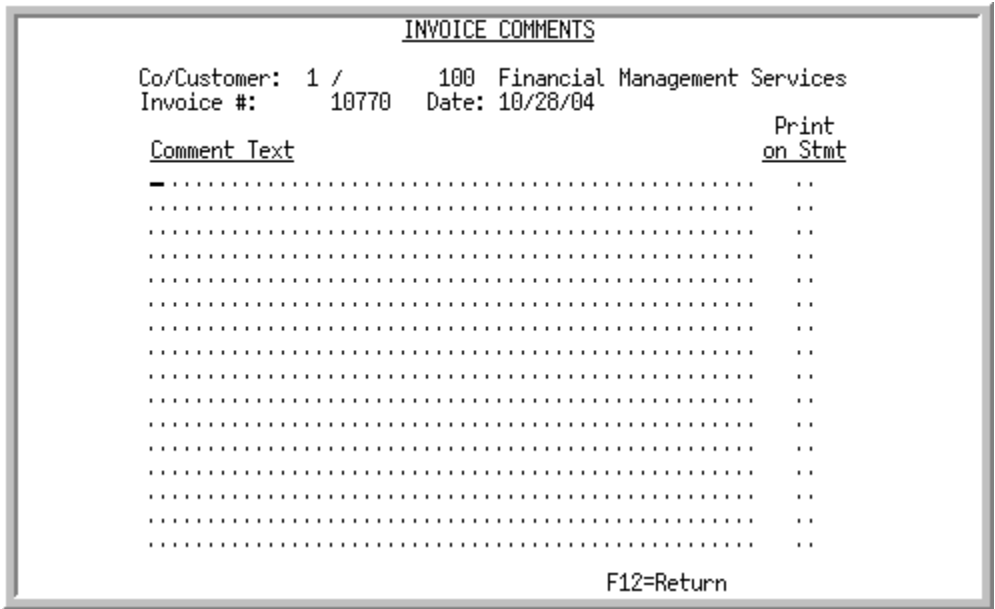 INVOICE COMMENTS
Co/Customer: 1 / 100 Financial Management Services
Invoice #: 10770 Date: 10/28/04
Print
Comment Text on Stmt
F12=Return